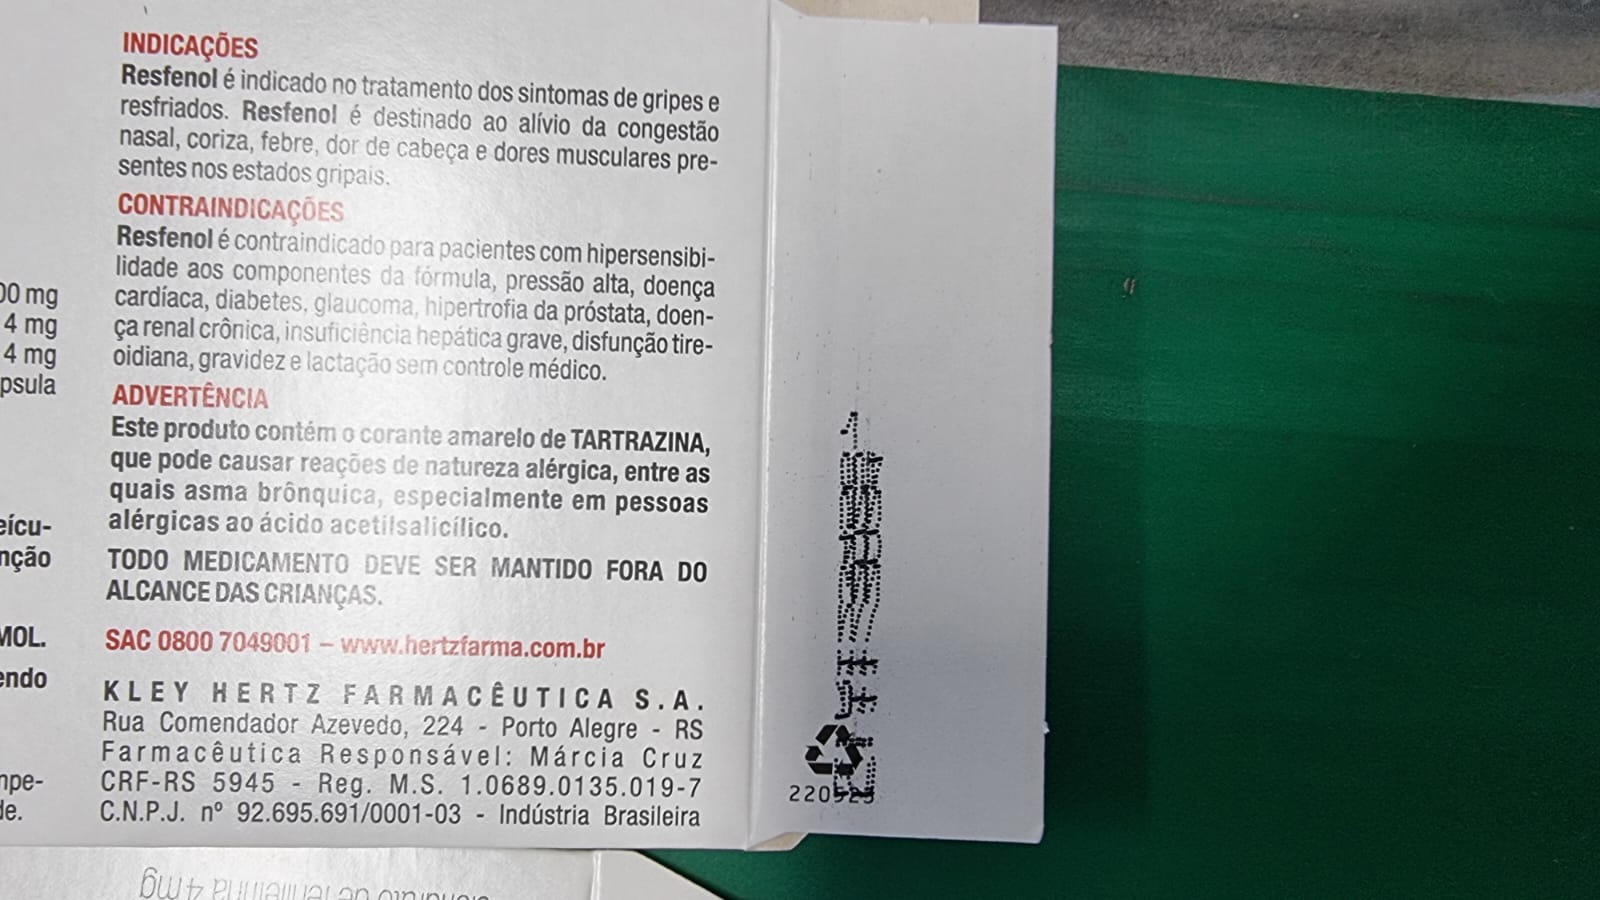 INDICAÇÕES
Resfenol é indicado no tratamento dos sintomas de gripes e
resfriados. Resfenol é destinado ao alívio da congestão
nasal, coriza, febre, dor de cabeça e dores musculares pre-
sentes nos estados gripais.
CONTRAINDICAÇÕES
Resfenol é contraindicado para pacientes com hipersensibi-
lidade aos componentes da fórmula, pressão alta, doença
cardíaca, diabetes, glaucoma, hipertrofia da próstata, doen-
ça renal crônica, insuficiência hepática grave, disfunção tire-
oidiana, gravidez e lactação sem controle médico.
ADVERTÊNCIA
Este produto contém o corante amarelo de TARTRAZINA,
que pode causar reações de natureza alérgica, entre as
quais asma brônquica, especialmente em pessoas
alérgicas ao ácido acetilsalicílico.
TODO MEDICAMENTO DEVE SER MANTIDO FORA DO
ALCANCE DAS CRIANÇAS.
SAC 0800 7049001 – www.hertzfarma.com.br
KLEY HERTZ FARMACÊUTICA S.A.
Rua Comendador Azevedo, 224 - Porto Alegre - RS
Farmacêutica Responsável: Márcia Cruz
CRF-RS 5945 - Reg. M.S. 1.0689.0135.019-7
C.N.P.J. nº 92.695.691/0001-03 - Indústria Brasileira
00 mg
4 mg
4 mg
psula
eícu-
nção
MOL.
endo
mpe-
de.
4mg